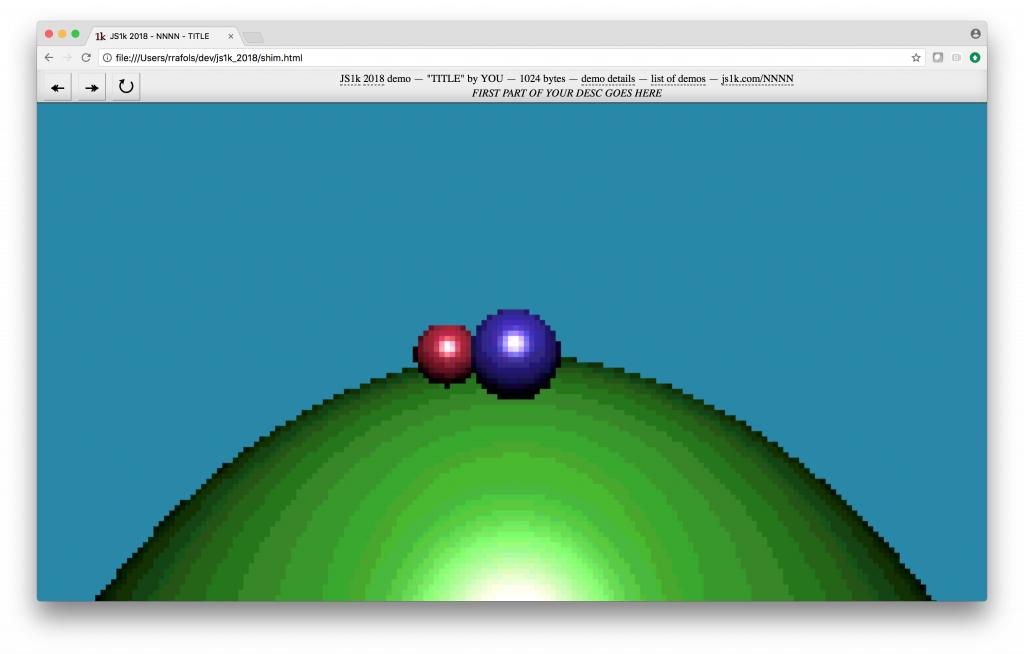 1k JS1k 2018 - NNNN - TITLE
file:///Users/rrafols/dev/js1k_2018/shim.html
JS1k 2018 demo — "TITLE" by YOU — 1024 bytes — demo details — list of demos — js1k.com/NNNN
FIRST PART OF YOUR DESC GOES HERE